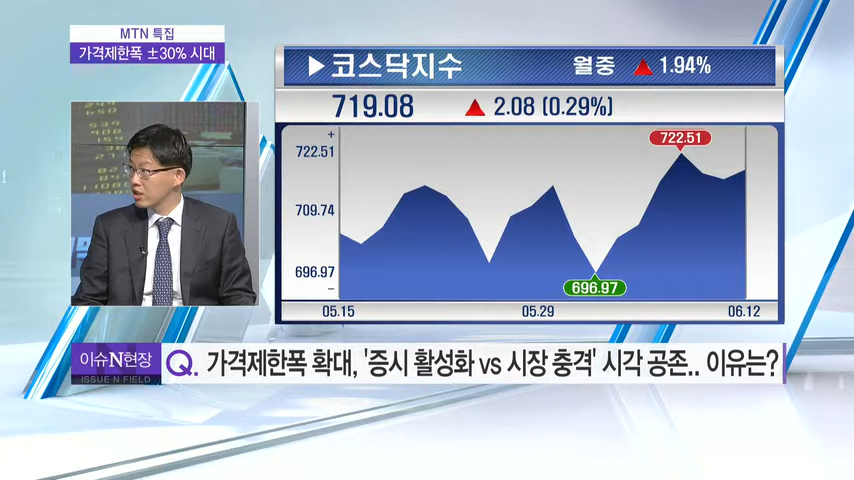 MTN 특집
가격제한폭 ±30% 시대
▶ 코스닥지수 월중 ▲ 1.94%
719.08 ▲ 2.08 (0.29%)
+
722.51
709.74
696.97
−
722.51
696.97
05.15 05.29 06.12
이슈N현장
ISSUE N FIELD
Q. 가격제한폭 확대, '증시 활성화 vs 시장 충격' 시각 공존.. 이유는?